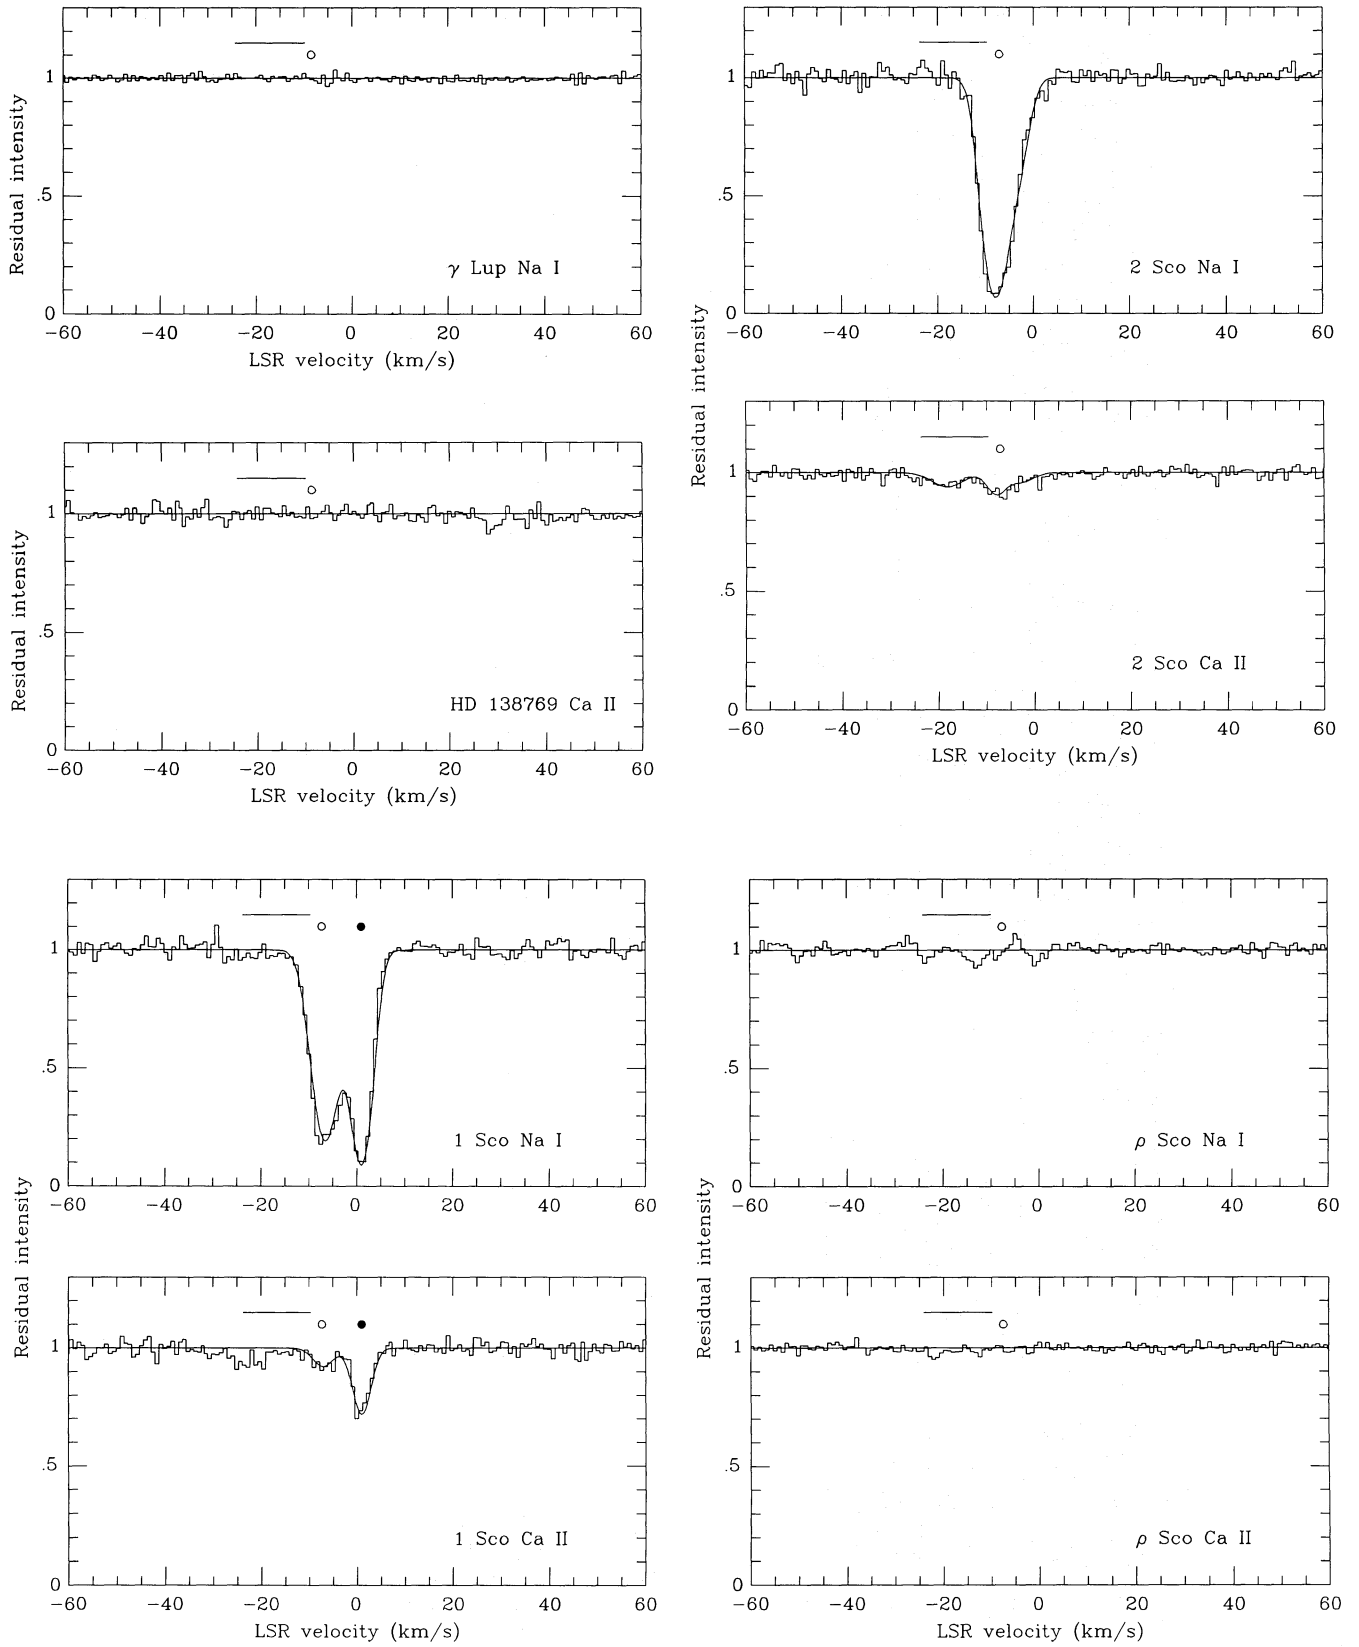 1
.5
0
Residual intensity
γ Lup Na I
−60 −40 −20 0 20 40 60
LSR velocity (km/s)
1
.5
0
Residual intensity
HD 138769 Ca II
−60 −40 −20 0 20 40 60
LSR velocity (km/s)
1
.5
0
2 Sco Na I
−60 −40 −20 0 20 40 60
Residual intensity
1
.5
0
2 Sco Ca II
−60 −40 −20 0 20 40 60
LSR velocity (km/s)
1
.5
0
1 Sco Na I
−60 −40 −20 0 20 40 60
Residual intensity
1
.5
0
1 Sco Ca II
−60 −40 −20 0 20 40 60
LSR velocity (km/s)
1
.5
0
ρ Sco Na I
−60 −40 −20 0 20 40 60
Residual intensity
1
.5
0
ρ Sco Ca II
−60 −40 −20 0 20 40 60
LSR velocity (km/s)